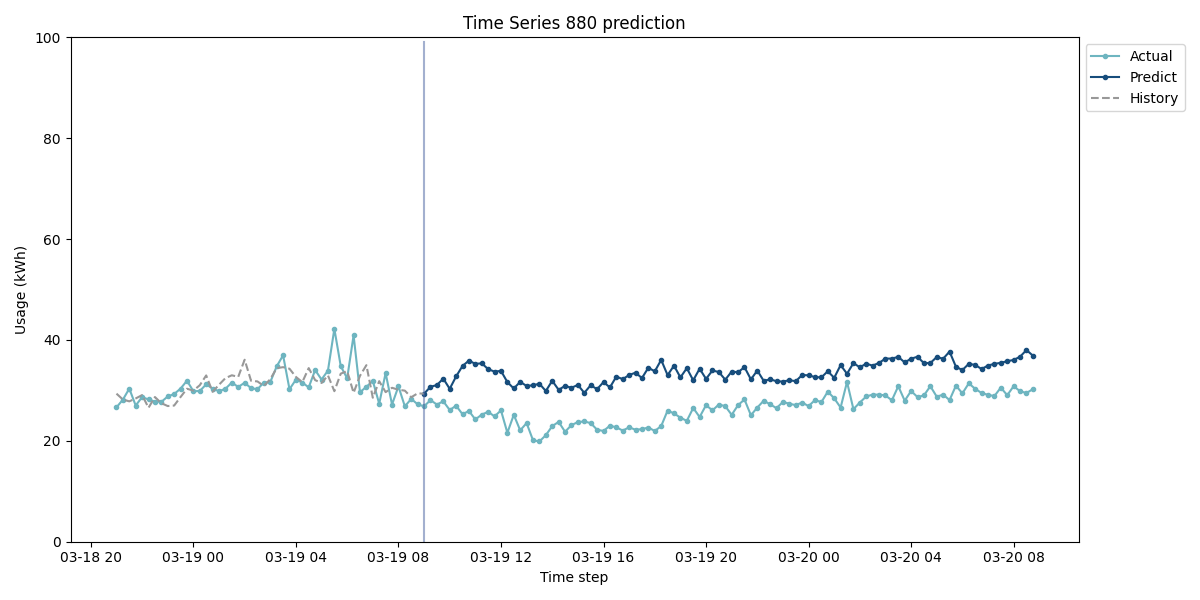 Time Series 880 prediction
100
80
60
40
20
0
Usage (kWh)
03-18 20
03-19 00
03-19 04
03-19 08
03-19 12
03-19 16
03-19 20
03-20 00
03-20 04
03-20 08
Time step
Actual
Predict
History